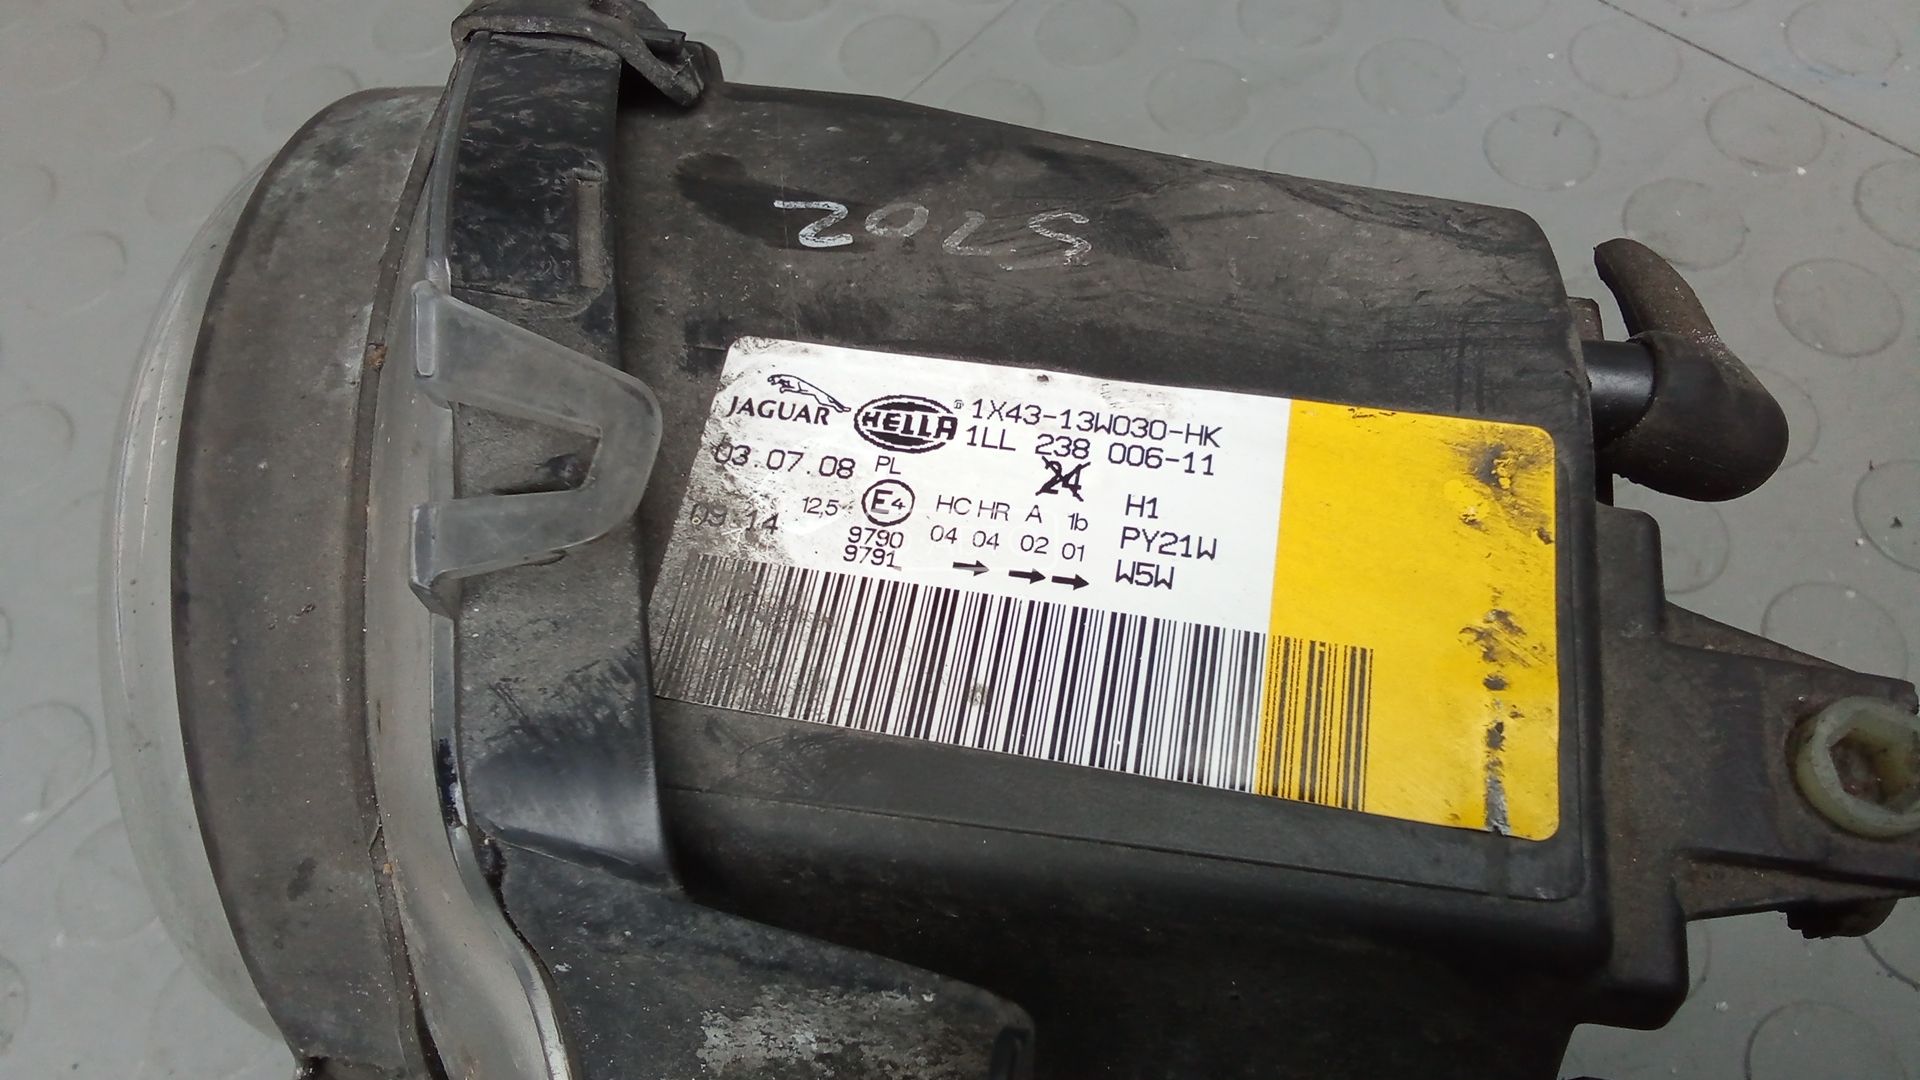 5702
JAGUAR HELLA ® 1X43-13W030-HK
1LL 238 006-11
03.07.08 PL 24
09 14 12,5 E4 HC HR A 1b H1
9790 04 04 02 01 PY21W
9791 → →→ W5W